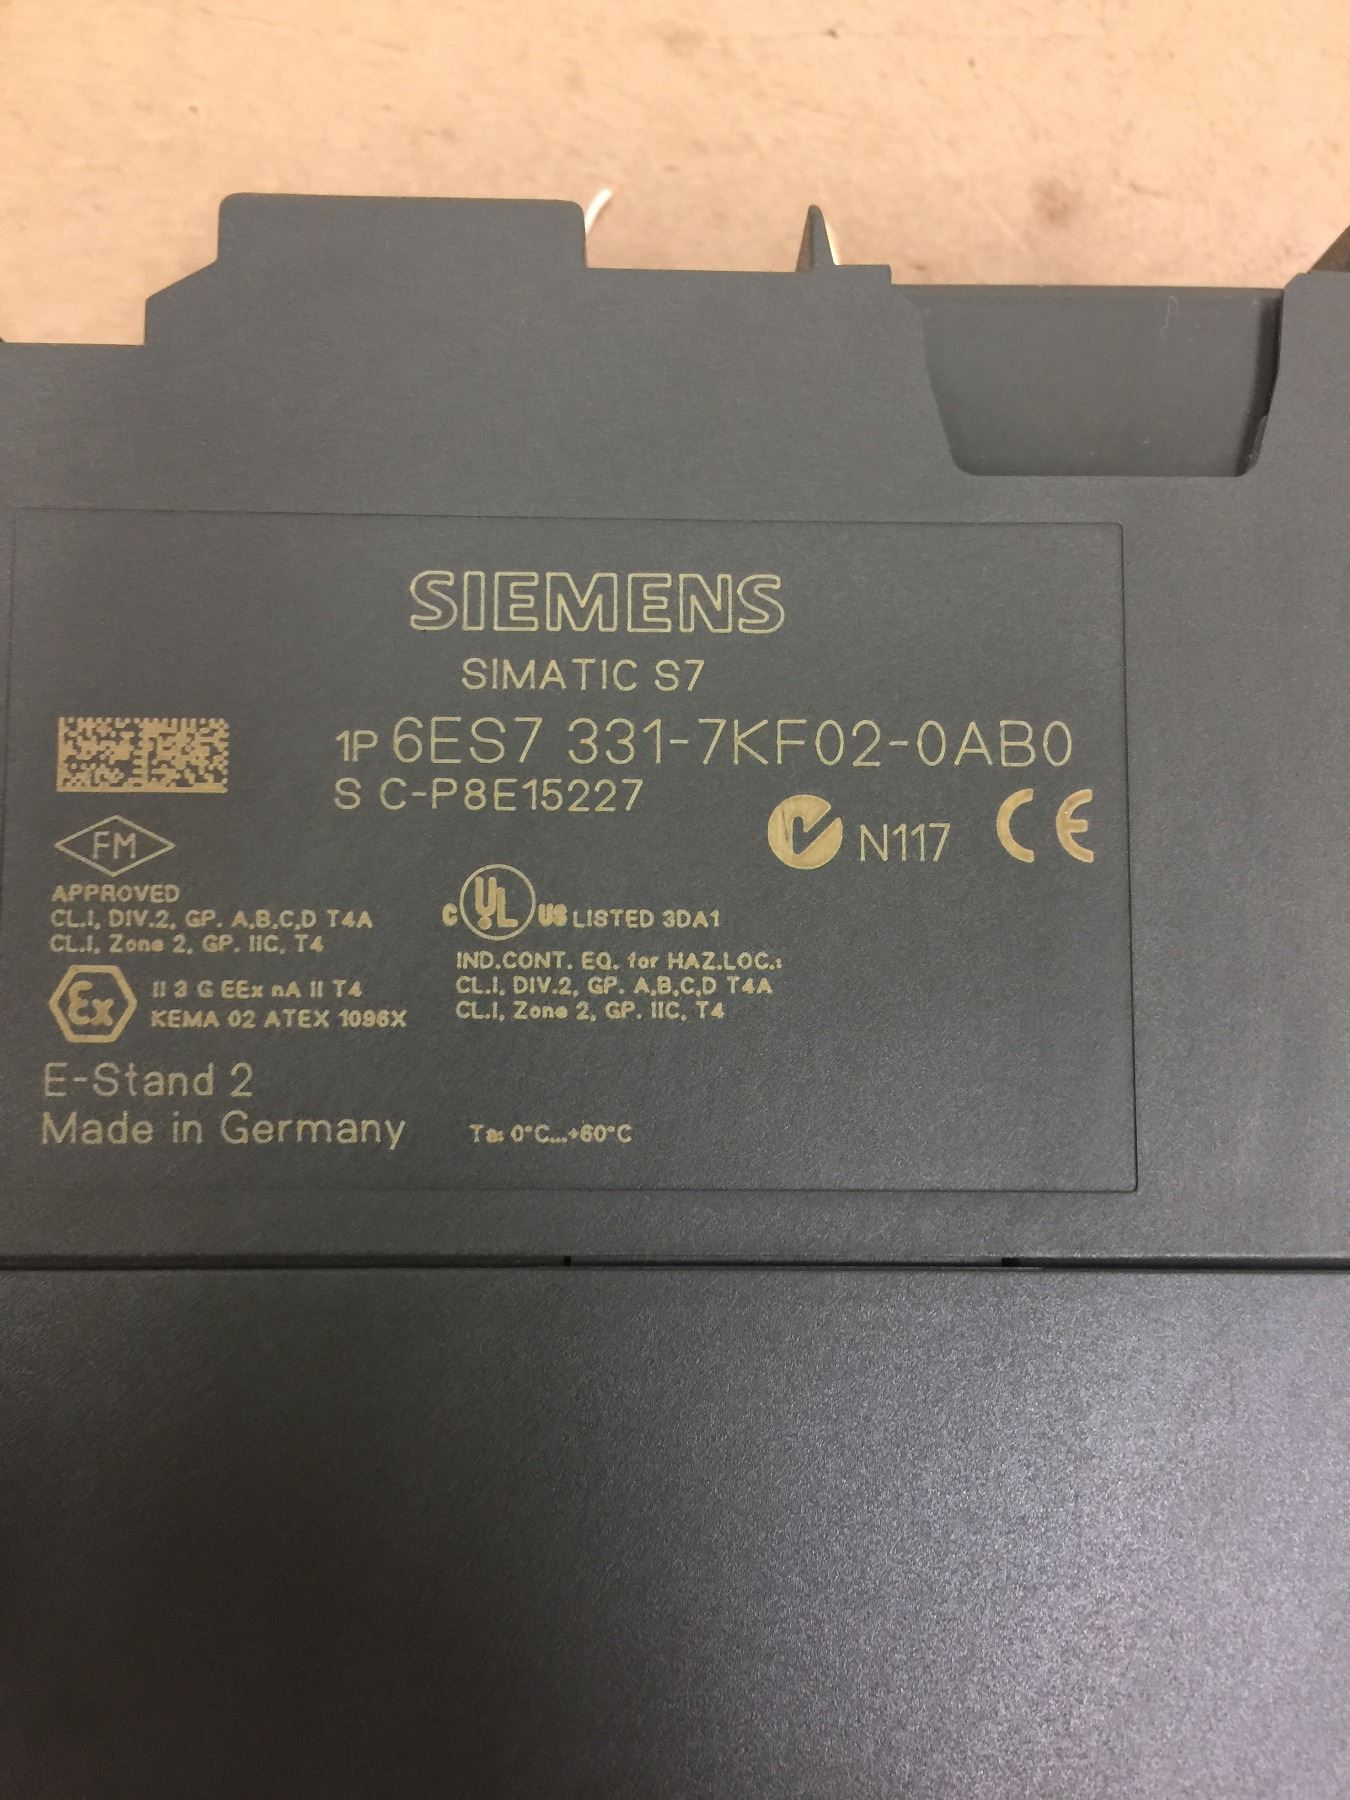 SIEMENS
SIMATIC S7
1P 6ES7 331-7KF02-0AB0
S C-P8E15227
N117 CE
FM
APPROVED
CL.I, DIV.2, GP. A,B,C,D T4A
CL.I, Zone 2, GP. IIC, T4
Ex II 3 G EEx nA II T4
KEMA 02 ATEX 1096X
C UL US LISTED 3DA1
IND.CONT. EQ. for HAZ.LOC.:
CL.I, DIV.2, GP. A,B,C,D T4A
CL.I, Zone 2, GP. IIC, T4
E-Stand 2
Made in Germany
Ta: 0°C...+60°C